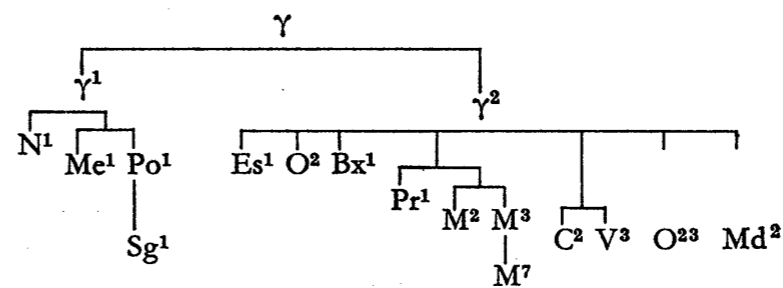 γ
γ¹ γ²
N¹ Me¹ Po¹ Es¹ O² Bx¹
Pr¹
Sg¹ M² M³ C² V³ O²³ Md²
M⁷